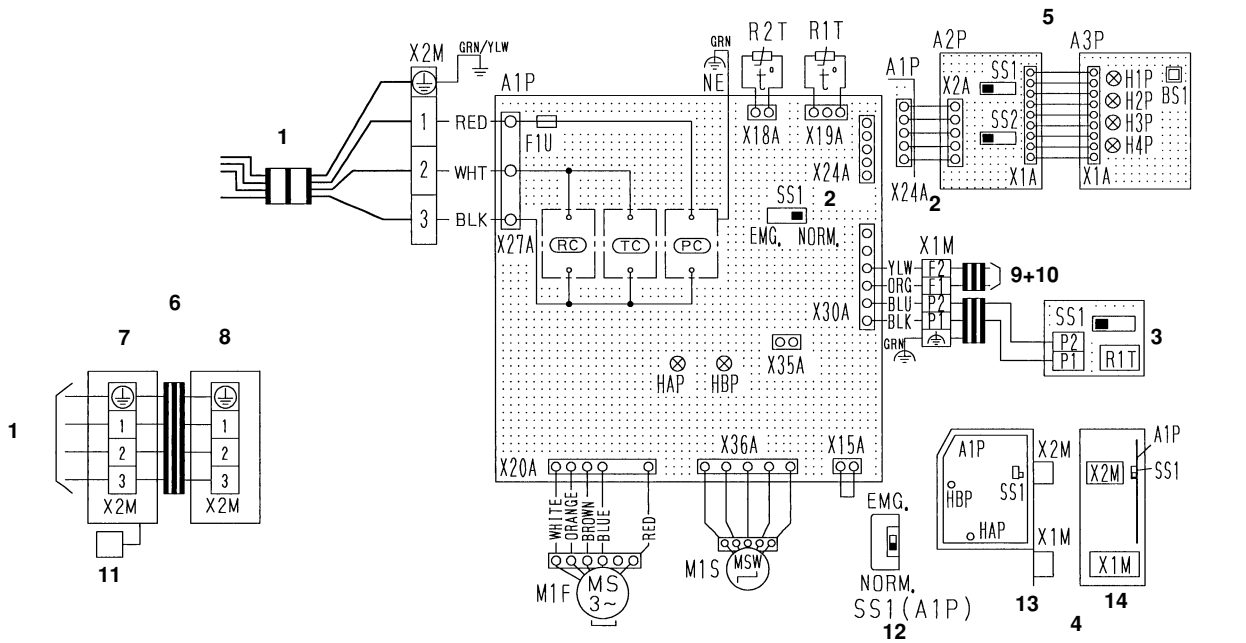 5
R2T R1T
GRN
X2M GRN/YLW
A1P
NE
t° t°
X18A X19A
A1P
A2P A3P
X2A
SS1
SS2
H1P
H2P
H3P
H4P
BS1
X1A X1A
X24A
2
X24A
2
1
1 RED
2 WHT
3 BLK
F1U
X27A
RC TC PC
SS1
EMG. NORM.
X1M
YLW F2
ORG F1
BLU P2
BLK P1
X30A
GRN
9+10
SS1
P2
P1
R1T
3
X35A
HAP HBP
6
7 8
1
1 1
2 2
3 3
X2M X2M
11
X20A X36A X15A
WHITE
ORANGE
BROWN
BLUE
RED
M1F
MS
3~
M1S
MSW
EMG.
NORM.
SS1(A1P)
12
A1P
X2M
SS1
HBP
HAP
X1M
13
A1P
X2M
SS1
X1M
14
4